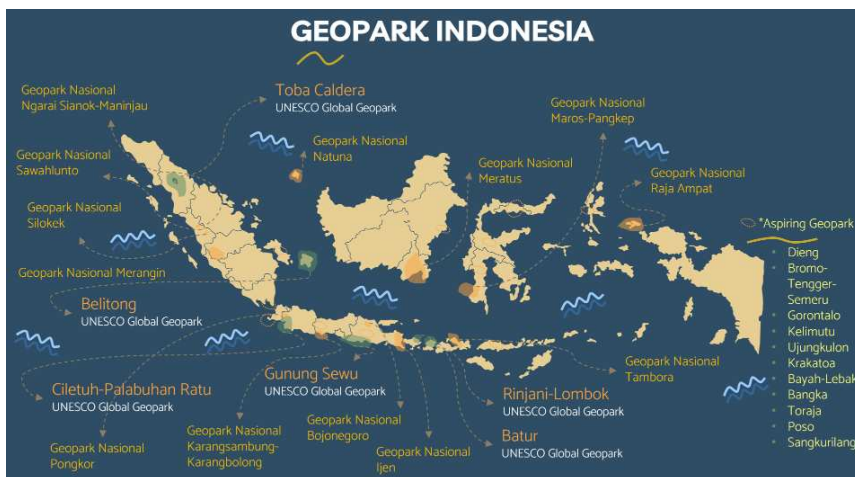 GEOPARK INDONESIA
Geopark Nasional
Ngarai Sianok-Maninjau
Toba Caldera
UNESCO Global Geopark
Geopark Nasional
Natuna
Geopark Nasional
Maros-Pangkep
Geopark Nasional
Sawahlunto
Geopark Nasional
Meratus
Geopark Nasional
Raja Ampat
Geopark Nasional
Silokek
Geopark Nasional Merangin
Belitong
UNESCO Global Geopark
*Aspiring Geopark
Dieng
Bromo-
Tengger-
Semeru
Gorontalo
Kelimutu
Ujungkulon
Krakatoa
Bayah-Lebak
Bangka
Toraja
Poso
Sangkurilang
Ciletuh-Palabuhan Ratu
UNESCO Global Geopark
Gunung Sewu
UNESCO Global Geopark
Rinjani-Lombok
UNESCO Global Geopark
Geopark Nasional
Tambora
Geopark Nasional
Pongkor
Geopark Nasional
Karangsambung-
Karangbolong
Geopark Nasional
Bojonegoro
Geopark Nasional
Ijen
Batur
UNESCO Global Geopark